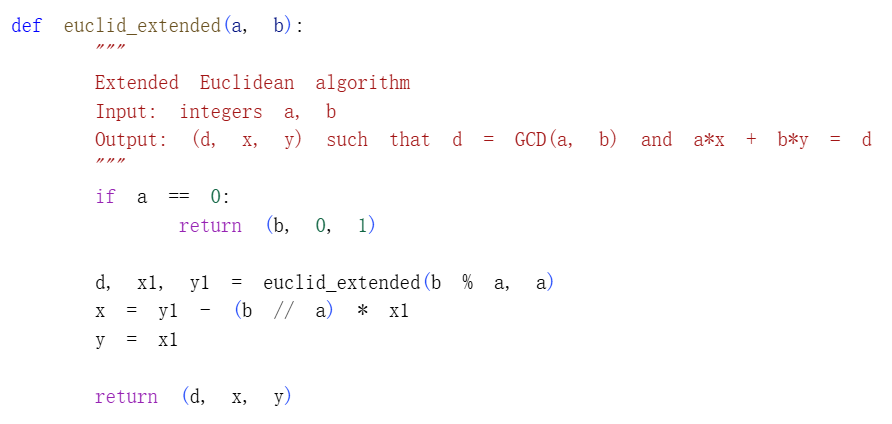 def euclid_extended(a, b):
"""
Extended Euclidean algorithm
Input: integers a, b
Output: (d, x, y) such that d = GCD(a, b) and a*x + b*y = d
"""
if a == 0:
return (b, 0, 1)
d, x1, y1 = euclid_extended(b % a, a)
x = y1 - (b // a) * x1
y = x1
return (d, x, y)